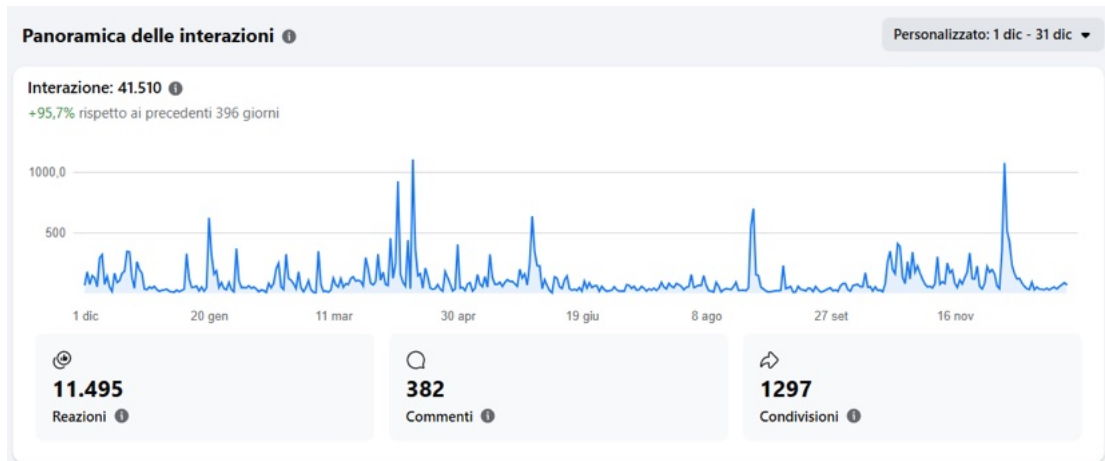 Panoramica delle interazioni
Personalizzato: 1 dic - 31 dic
Interazione: 41.510
+95,7% rispetto ai precedenti 396 giorni
1000,0
500
1 dic 20 gen 11 mar 30 apr 19 giu 8 ago 27 set 16 nov
11.495 382 1297
Reazioni Commenti Condivisioni